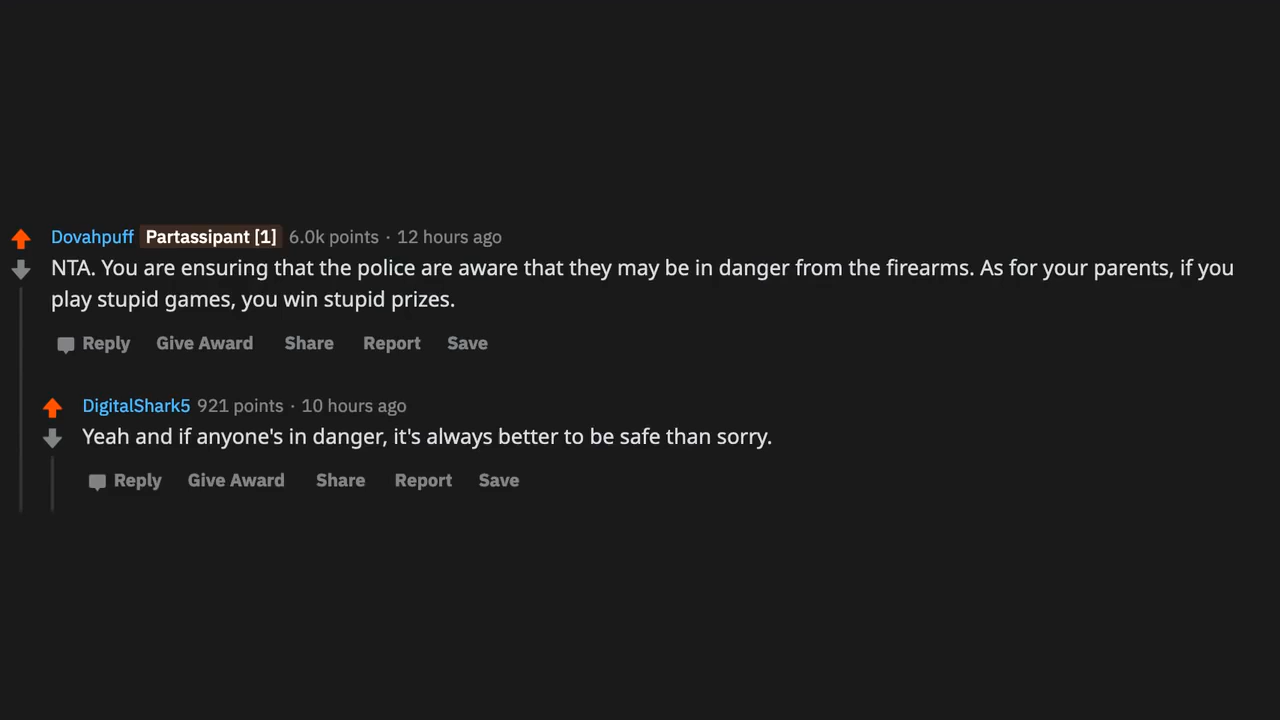 Dovahpuff Partassipant [1] 6.0k points · 12 hours ago
NTA. You are ensuring that the police are aware that they may be in danger from the firearms. As for your parents, if you
play stupid games, you win stupid prizes.
Reply Give Award Share Report Save
DigitalShark5 921 points · 10 hours ago
Yeah and if anyone's in danger, it's always better to be safe than sorry.
Reply Give Award Share Report Save